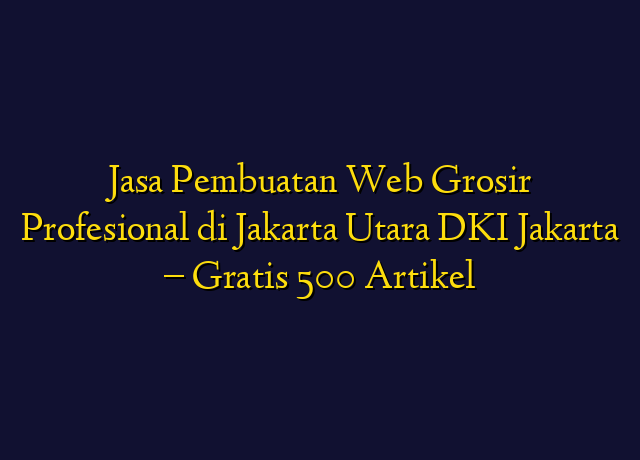 Jasa Pembuatan Web Grosir
Profesional di Jakarta Utara DKI Jakarta
– Gratis 500 Artikel